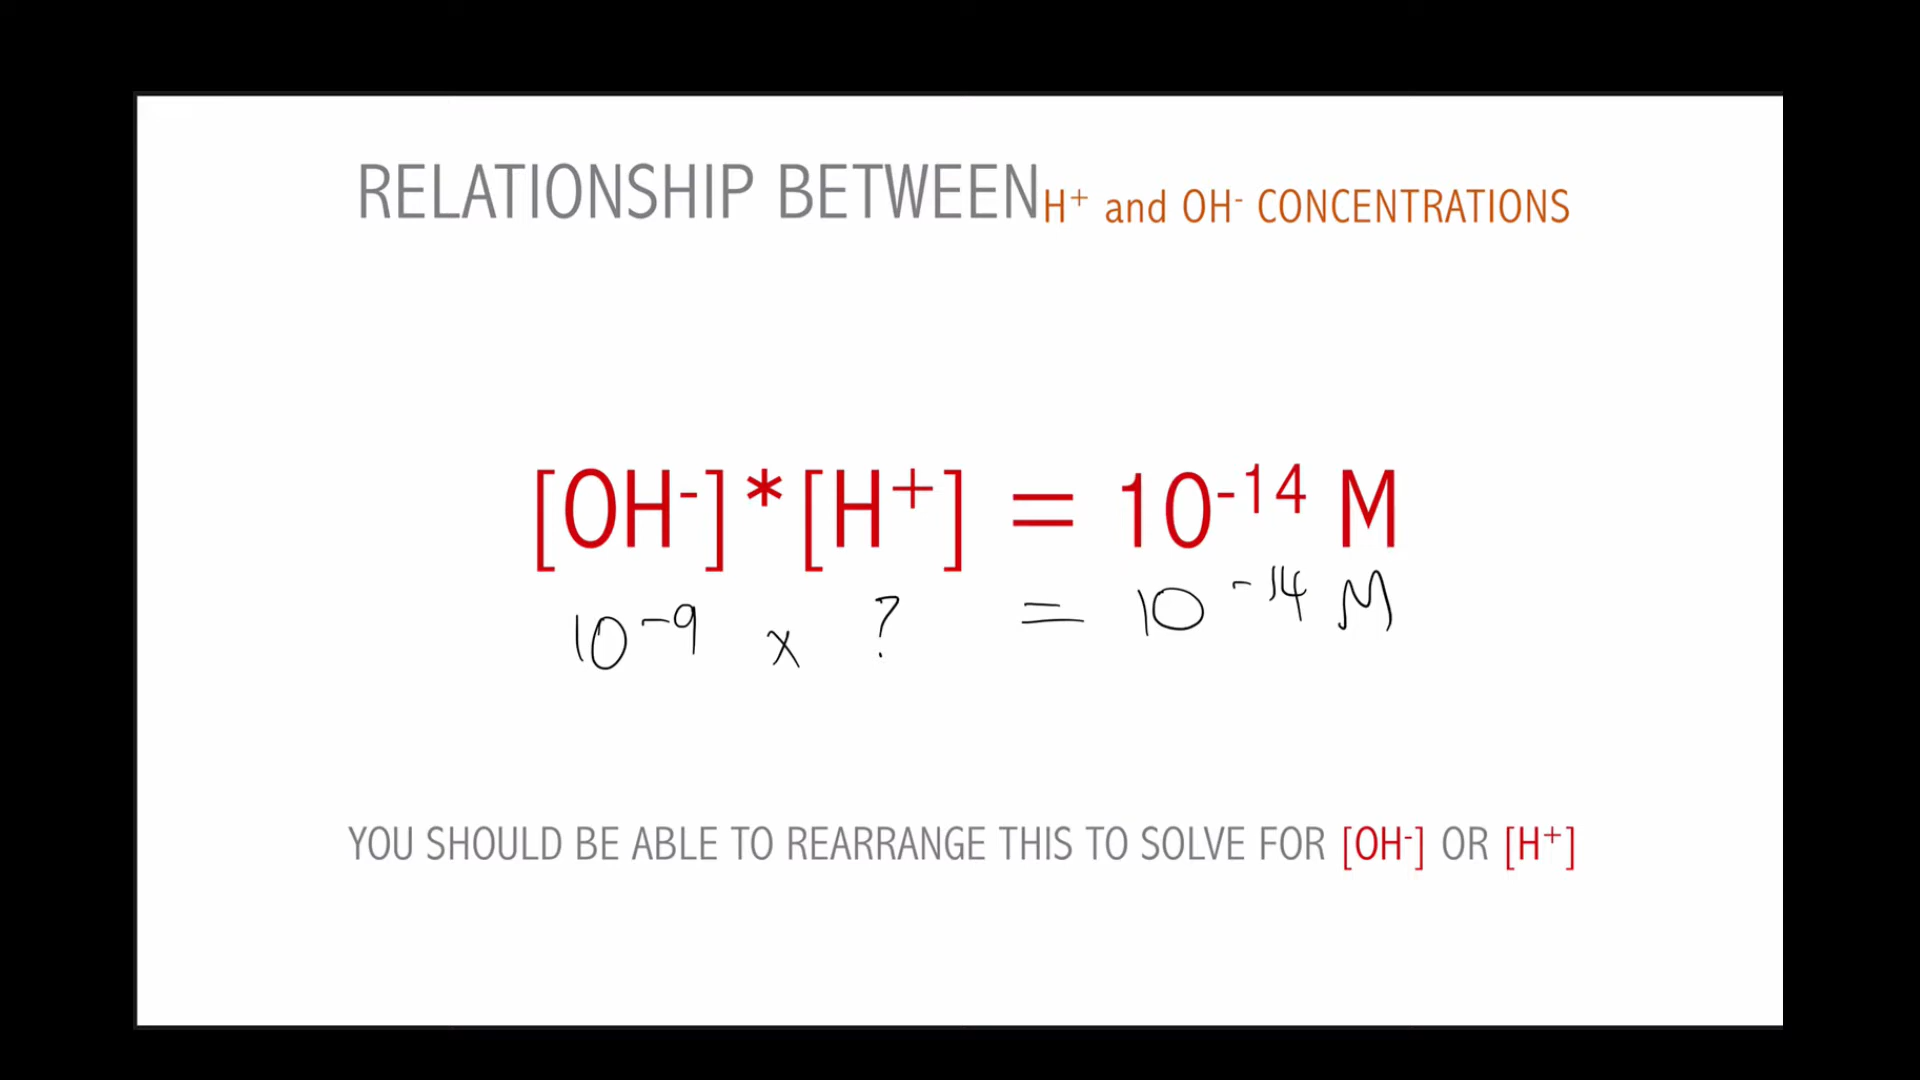 RELATIONSHIP BETWEEN H⁺ and OH⁻ CONCENTRATIONS
[OH⁻]*[H⁺] = 10⁻¹⁴ M
10⁻⁹ x ? = 10⁻¹⁴ M
YOU SHOULD BE ABLE TO REARRANGE THIS TO SOLVE FOR [OH⁻] OR [H⁺]